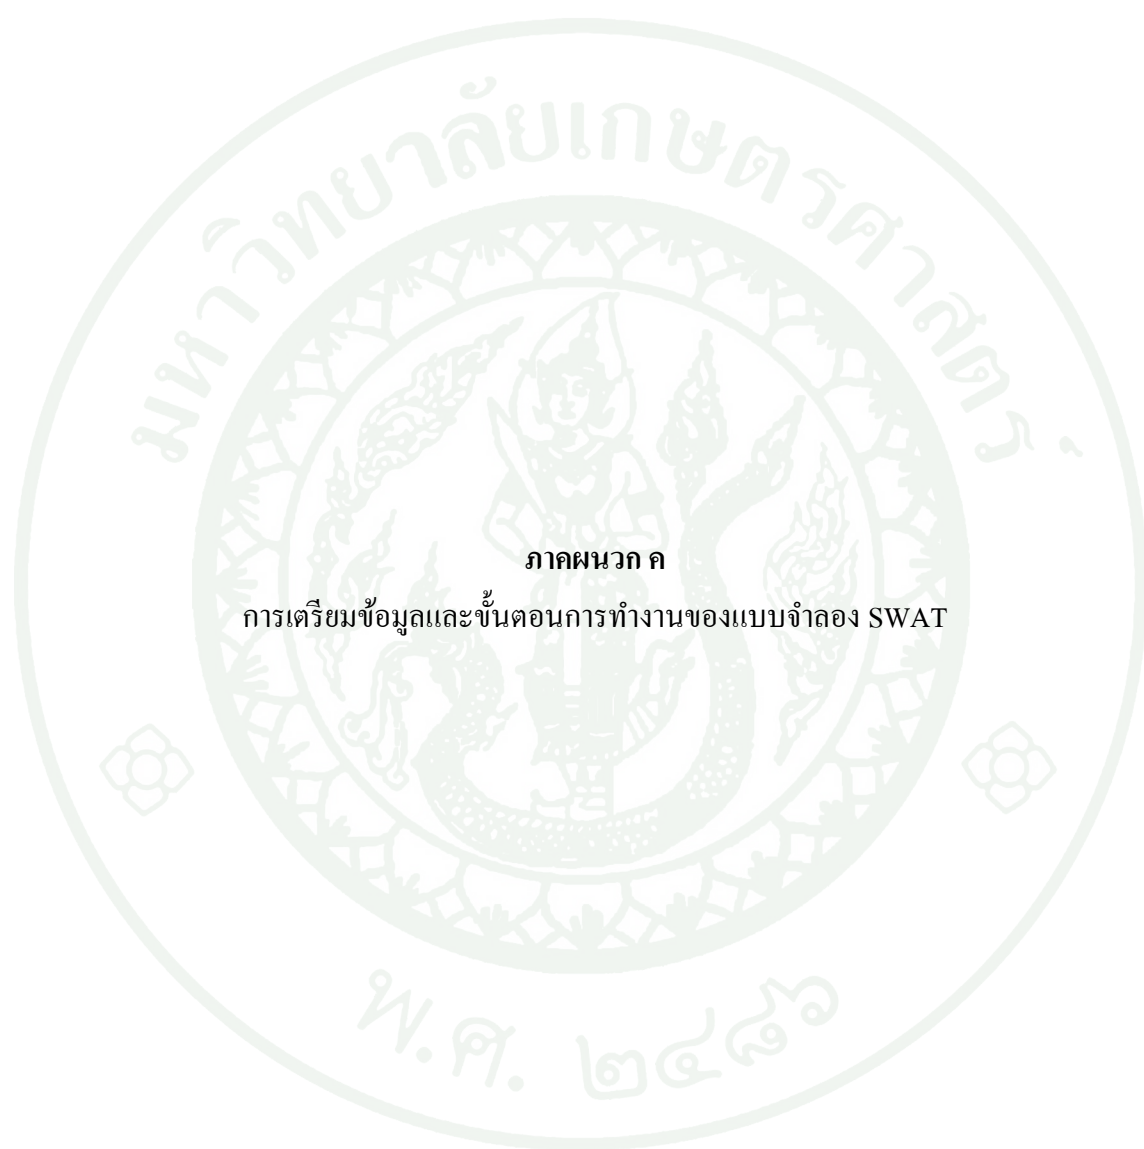 มหาวิทยาลัยเกษตรศาสตร์
ภาคผนวก ค
การเตรียมข้อมูลและขั้นตอนการทำงานของแบบจำลอง SWAT
พ.ศ. ๒๔๘๖